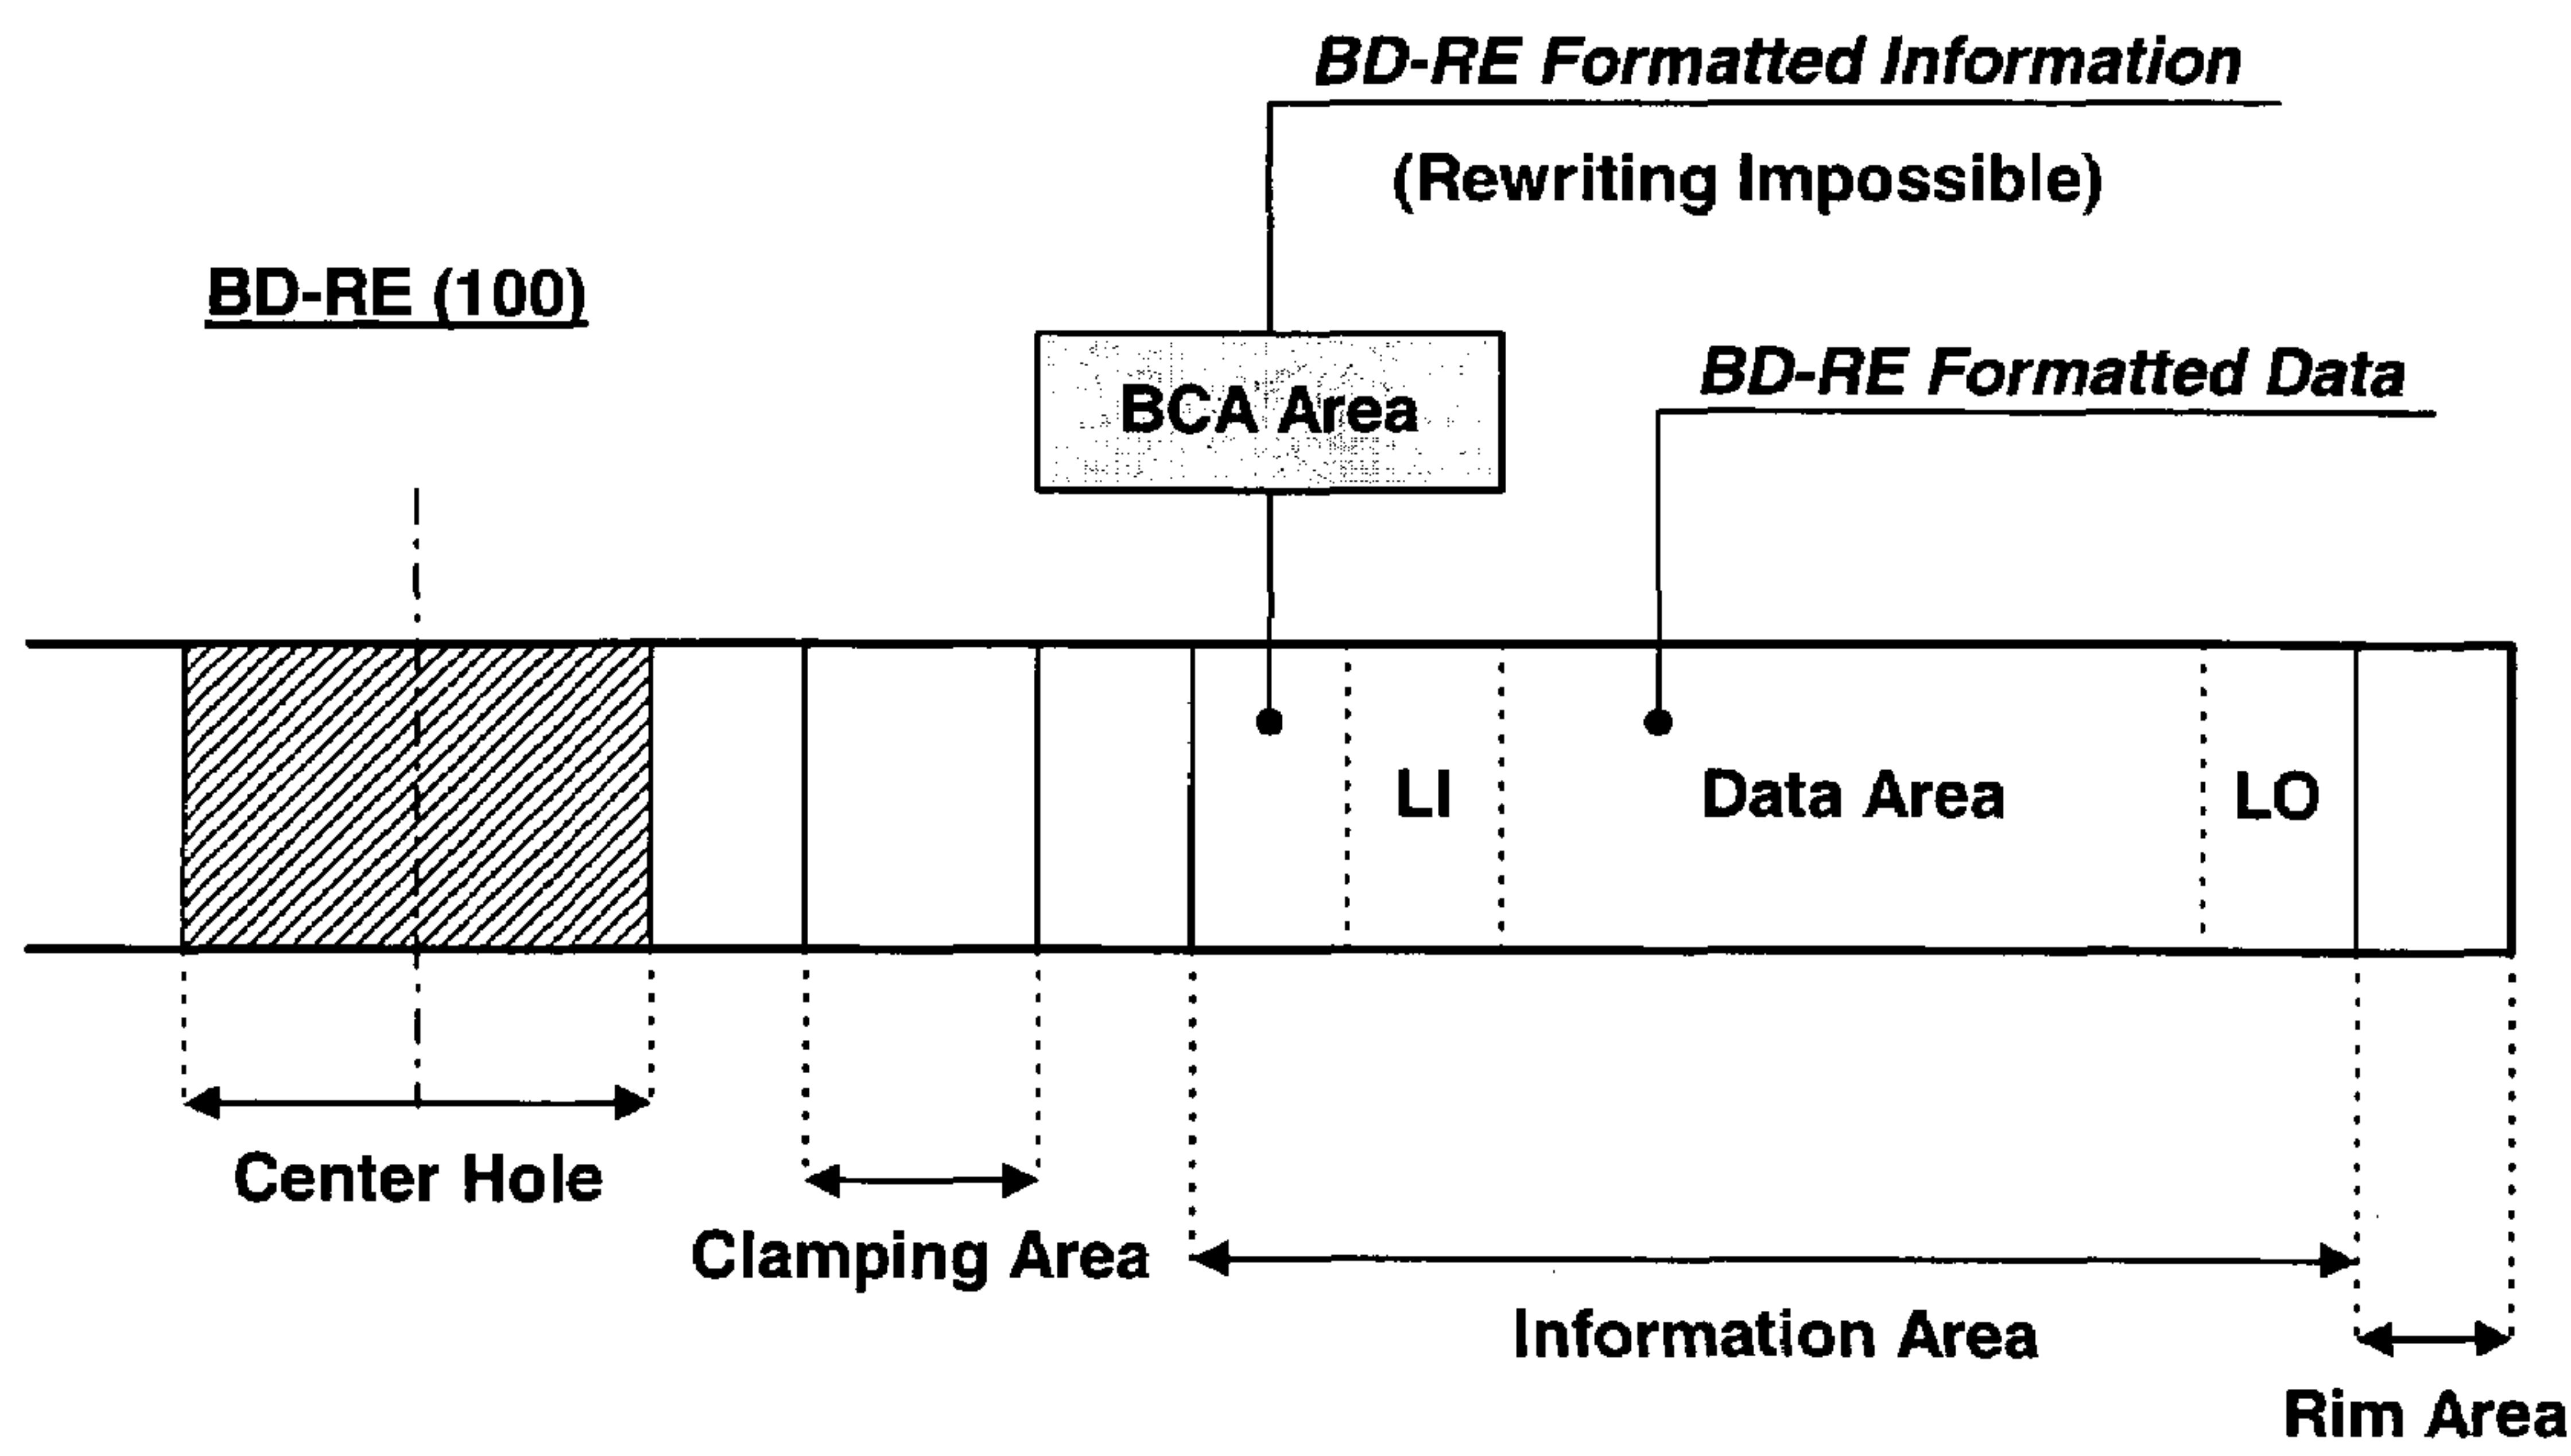 BD-RE Formatted Information
(Rewriting Impossible)
BD-RE (100)
BCA Area
BD-RE Formatted Data
LI
Data Area
LO
Center Hole
Clamping Area
Information Area
Rim Area